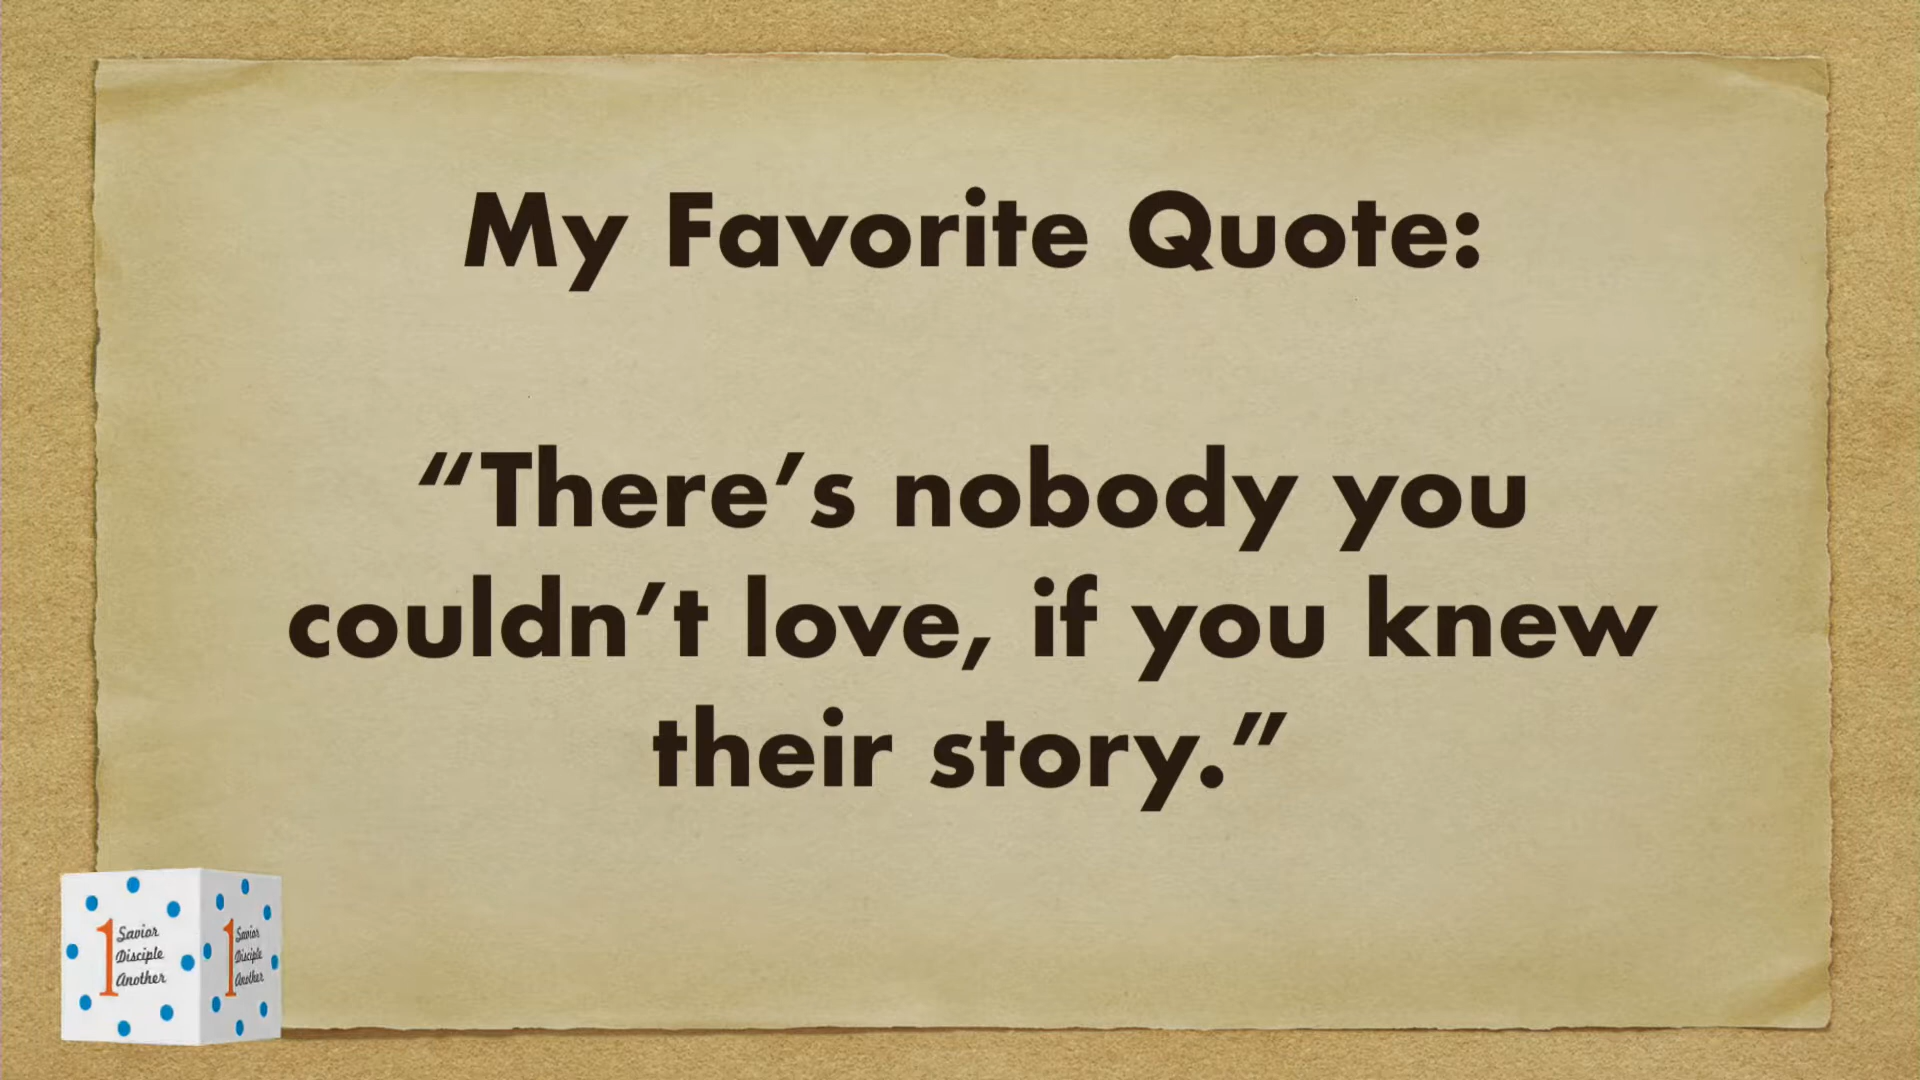 My Favorite Quote:
“There’s nobody you
couldn’t love, if you knew
their story.”
1 Savior
Disciple
Another
1 Savior
Disciple
Another